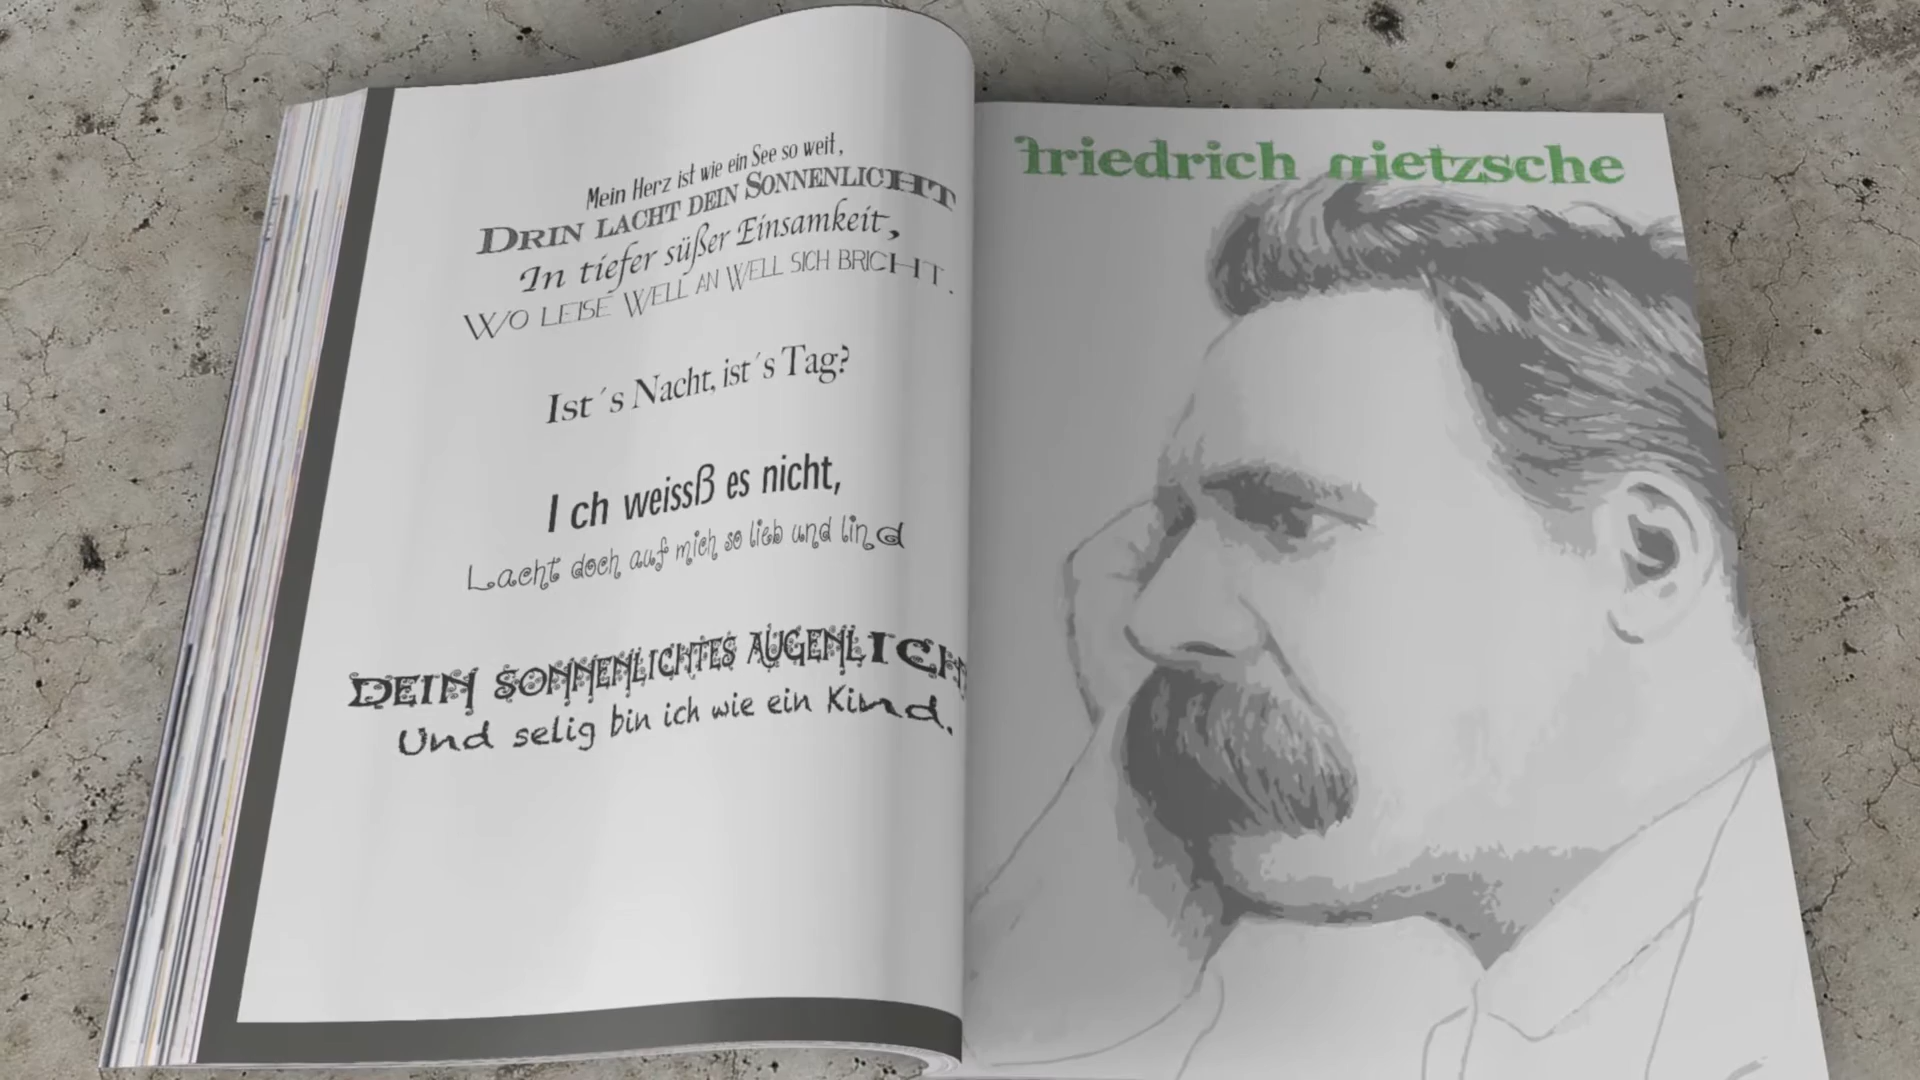 Mein Herz ist wie ein See so weit,
DRIN LACHT DEIN SONNENLICHT
In tiefer süßer Einsamkeit,
WO LEISE WELL AN WELL SICH BRICHT.
Ist´s Nacht, ist´s Tag?
I ch weissß es nicht,
Lacht doch auf mich so lieb und lind
DEIN SONNENLICHTES AUGENLICHT
Und selig bin ich wie ein Kind.
friedrich nietzsche